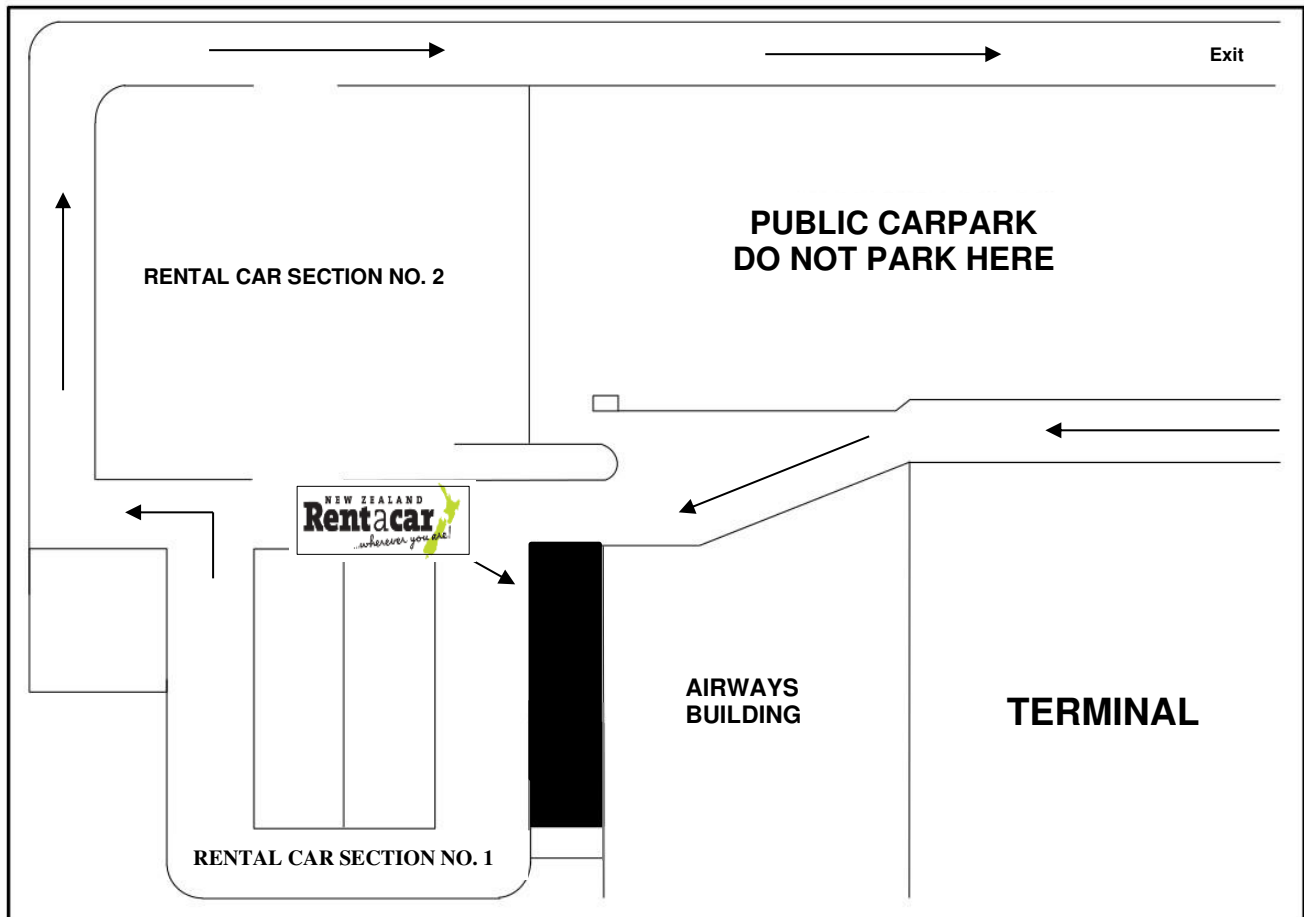 Exit
PUBLIC CARPARK
DO NOT PARK HERE
RENTAL CAR SECTION NO. 2
NEW ZEALAND
Rentacar
...wherever you are!
AIRWAYS
BUILDING
TERMINAL
RENTAL CAR SECTION NO. 1